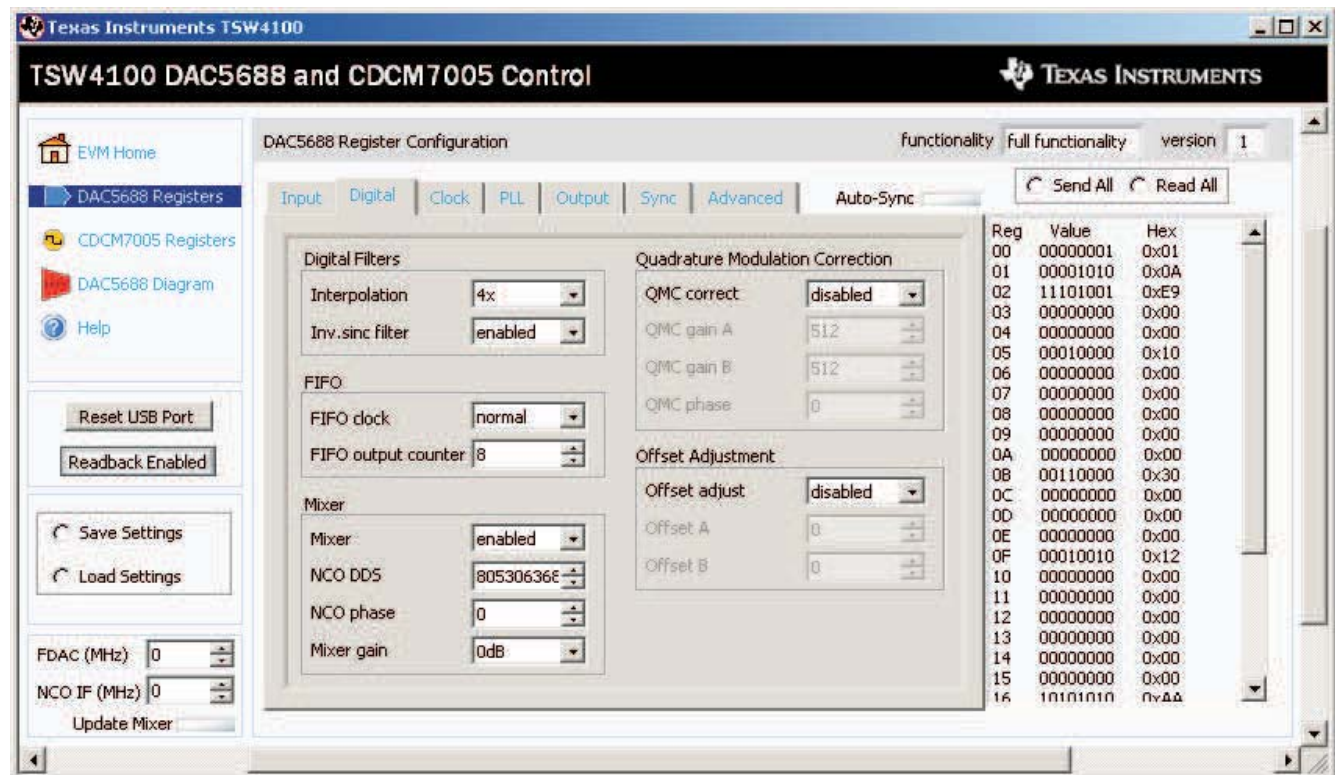 Texas Instruments TSW4100
TSW4100 DAC5688 and CDCM7005 Control
TEXAS INSTRUMENTS
EVM Home
DAC5688 Registers
CDCM7005 Registers
DAC5688 Diagram
Help
Reset USB Port
Readback Enabled
Save Settings
Load Settings
FDAC (MHz) 0
NCO IF (MHz) 0
Update Mixer
DAC5688 Register Configuration
functionality full functionality version 1
Input Digital Clock PLL Output Sync Advanced Auto-Sync
Digital Filters
Interpolation 4x
Inv.sinc filter enabled
FIFO
FIFO clock normal
FIFO output counter 8
Mixer
Mixer enabled
NCO DDS 805306368
NCO phase 0
Mixer gain 0dB
Quadrature Modulation Correction
QMC correct disabled
QMC gain A 512
QMC gain B 512
QMC phase 0
Offset Adjustment
Offset adjust disabled
Offset A 0
Offset B 0
Send All Read All
Reg Value Hex
00 00000001 0x01
01 00001010 0x0A
02 11101001 0xE9
03 00000000 0x00
04 00000000 0x00
05 00010000 0x10
06 00000000 0x00
07 00000000 0x00
08 00000000 0x00
09 00000000 0x00
0A 00000000 0x00
0B 00110000 0x30
0C 00000000 0x00
0D 00000000 0x00
0E 00000000 0x00
0F 00010010 0x12
10 00000000 0x00
11 00000000 0x00
12 00000000 0x00
13 00000000 0x00
14 00000000 0x00
15 00000000 0x00
16 10101010 0xAA